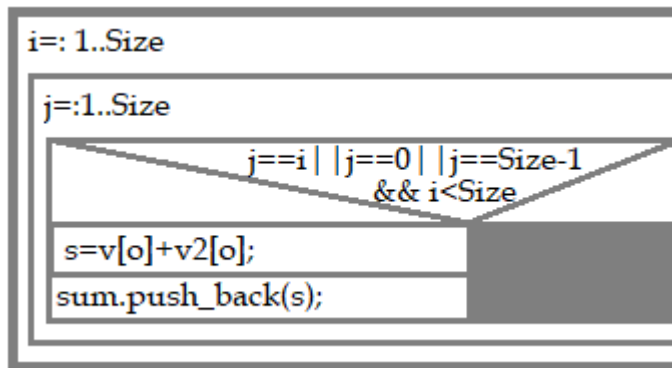 i=: 1..Size
j=:1..Size
j==i||j==0||j==Size-1
&& i<Size
s=v[o]+v2[o];
sum.push_back(s);